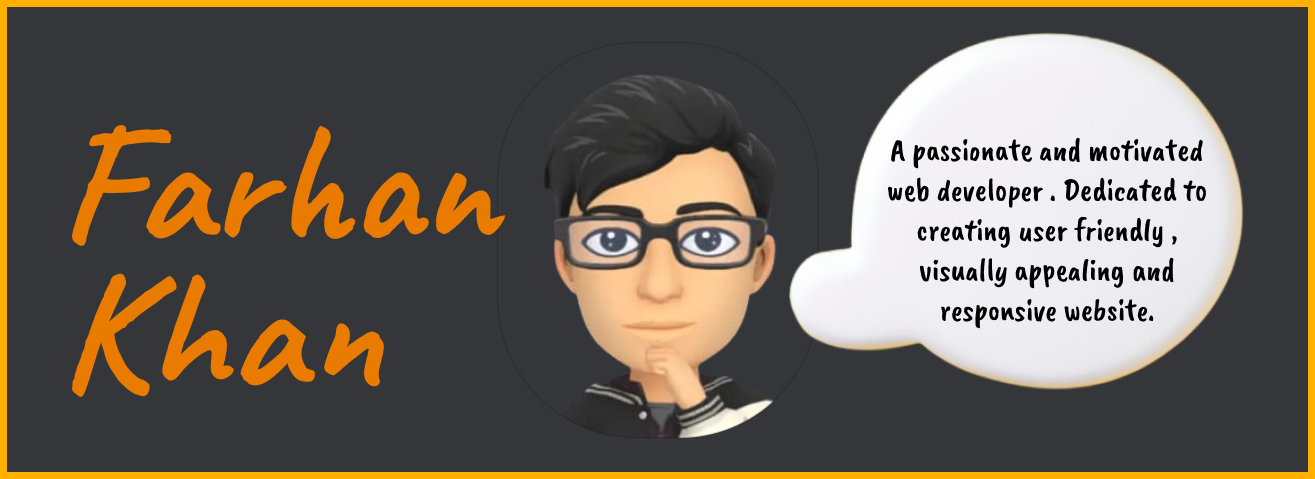 Farhan
Khan
A passionate and motivated
web developer . Dedicated to
creating user friendly ,
visually appealing and
responsive website.